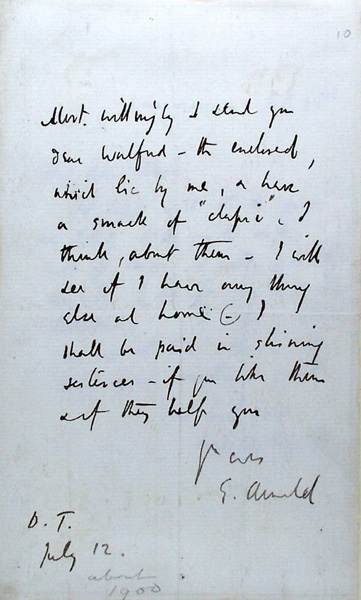 10
Most willingly I send you
dear Walford - the enclosed,
which lie by me, & have
a smack of "classic", I
think, about them - I will
see if I have any thing
else at home - I
shall be paid in shining
sentences - if you like them
& if they help you
Yours
E. Arnold
D. T.
July 12.
about
1900